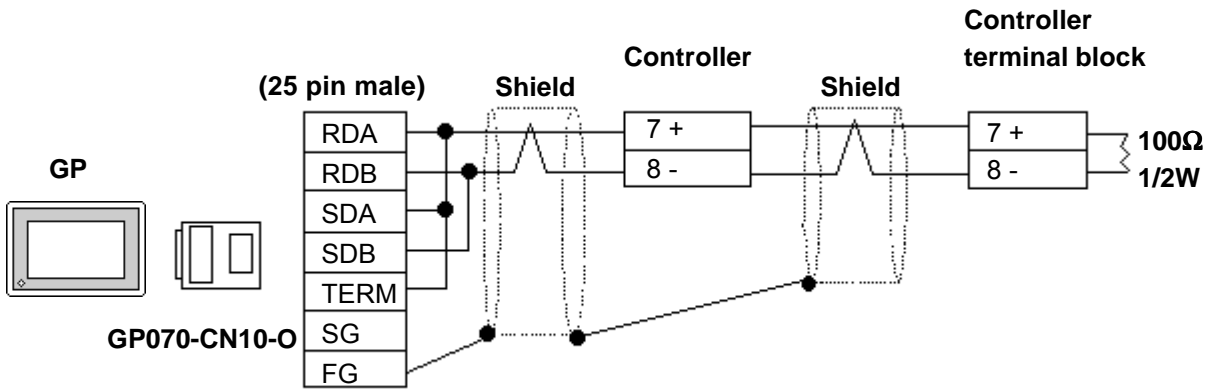 Controller
terminal block
Controller
(25 pin male)
Shield
Shield
RDA
RDB
SDA
SDB
TERM
SG
FG
7 +
8 -
7 +
8 -
100Ω
1/2W
GP
GP070-CN10-O